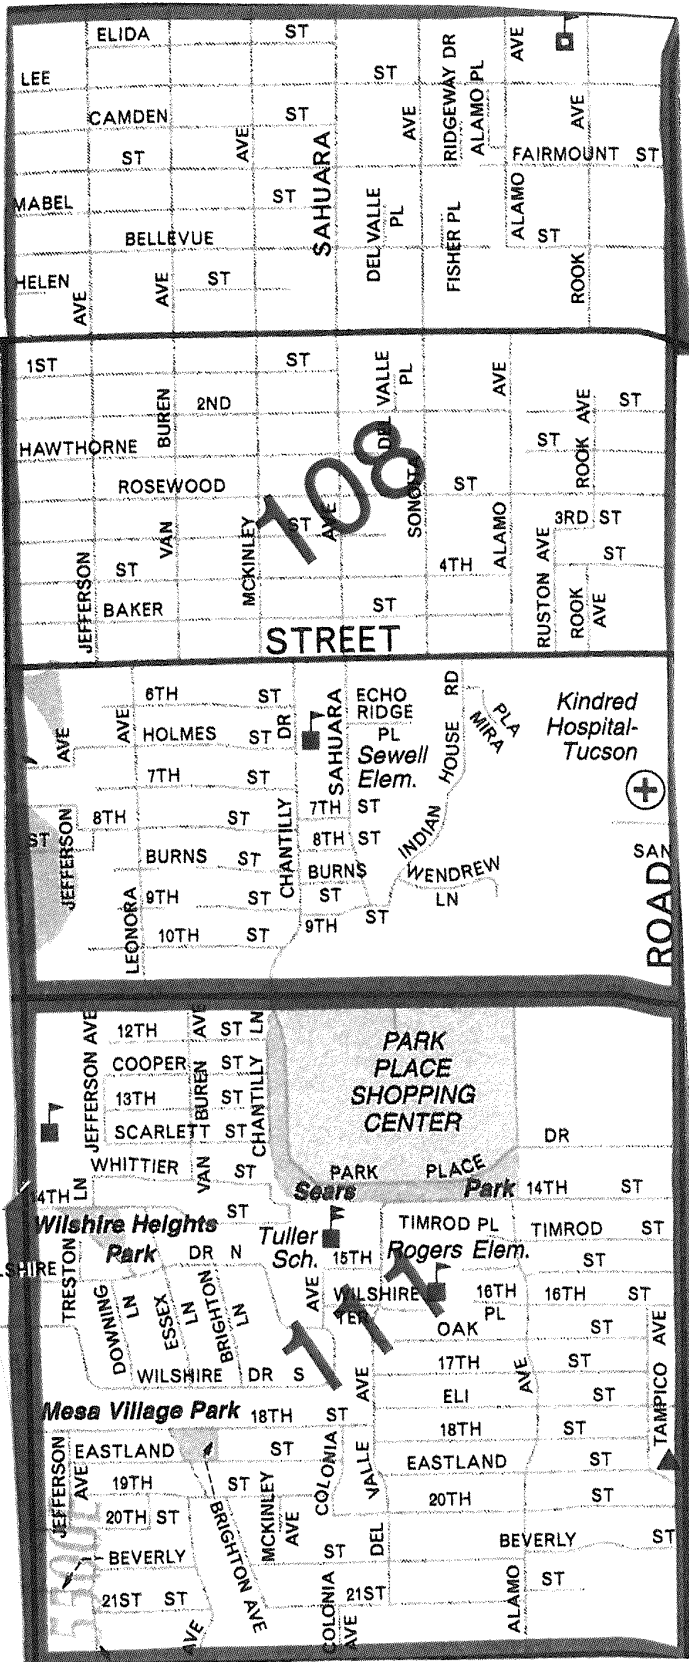 ELIDA ST
LEE ST
RIDGEWAY DR
ALAMO PL
AVE
CAMDEN ST
AVE
AVE
AVE
ST
FAIRMOUNT ST
SAHUARA
MABEL ST
DEL VALLE PL
FISHER PL
ALAMO
BELLEVUE ST
HELEN ST
AVE
AVE
ROOK
1ST ST
DEL VALLE PL
AVE
BUREN
2ND ST
AVE
HAWTHORNE ST
ROOK
108
ROSEWOOD ST
SONOITA
VAN
MCKINLEY
ST
AVE
ALAMO
3RD ST
RUSTON AVE
JEFFERSON
ST
4TH ST
BAKER ST
ROOK AVE
STREET
6TH ST
SAHUARA
ECHO RIDGE PL
RD
PLA MIRA
Kindred Hospital-Tucson
AVE
AVE
HOLMES ST
DR
Sewell Elem.
HOUSE
7TH ST
7TH ST
8TH ST
8TH ST
INDIAN
ST
JEFFERSON
CHANTILLY
BURNS ST
BURNS ST
WENDREW LN
SAN
ROAD
LEONORA
9TH ST
9TH ST
10TH ST
JEFFERSON AVE
12TH ST
AVE
LN
PARK PLACE SHOPPING CENTER
COOPER ST
BUREN
CHANTILLY
13TH ST
SCARLETT ST
DR
WHITTIER ST
VAN
PARK PLACE
14TH
LN
Sears
Park
14TH ST
Wilshire Heights Park
ST
Tuller Sch.
TIMROD PL
TIMROD ST
DR N
15TH
Rogers Elem.
ST
LSHIRE
TRESTON
DOWNING LN
ESSEX LN
BRIGHTON LN
AVE
WILSHIRE TER
16TH PL
16TH ST
111
OAK ST
AVE
WILSHIRE DR S
17TH ST
AVE
AVE
TAMPICO
ELI ST
Mesa Village Park
18TH ST
18TH ST
JEFFERSON AVE
EASTLAND ST
COLONIA
VALLE
EASTLAND ST
19TH ST
MCKINLEY AVE
20TH ST
20TH ST
BRIGHTON AVE
DEL
BEVERLY ST
BEVERLY
ST
21ST ST
COLONIA AVE
21ST
ALAMO
ST
AVE